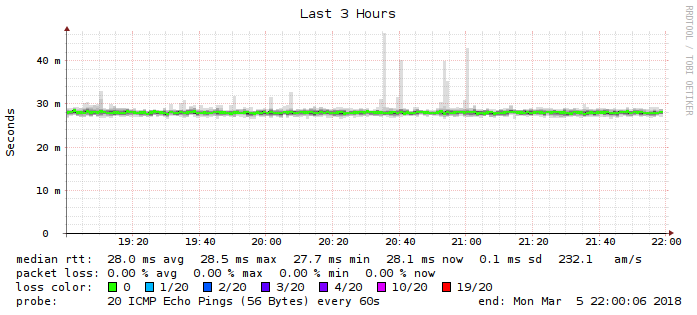 Last 3 Hours
RRDTOOL / TOBI OETIKER
Seconds
40 m
30 m
20 m
10 m
0
19:20 19:40 20:00 20:20 20:40 21:00 21:20 21:40 22:00
median rtt: 28.0 ms avg 28.5 ms max 27.7 ms min 28.1 ms now 0.1 ms sd 232.1 am/s
packet loss: 0.00 % avg 0.00 % max 0.00 % min 0.00 % now
loss color: 0 1/20 2/20 3/20 4/20 10/20 19/20
probe: 20 ICMP Echo Pings (56 Bytes) every 60s end: Mon Mar 5 22:00:06 2018